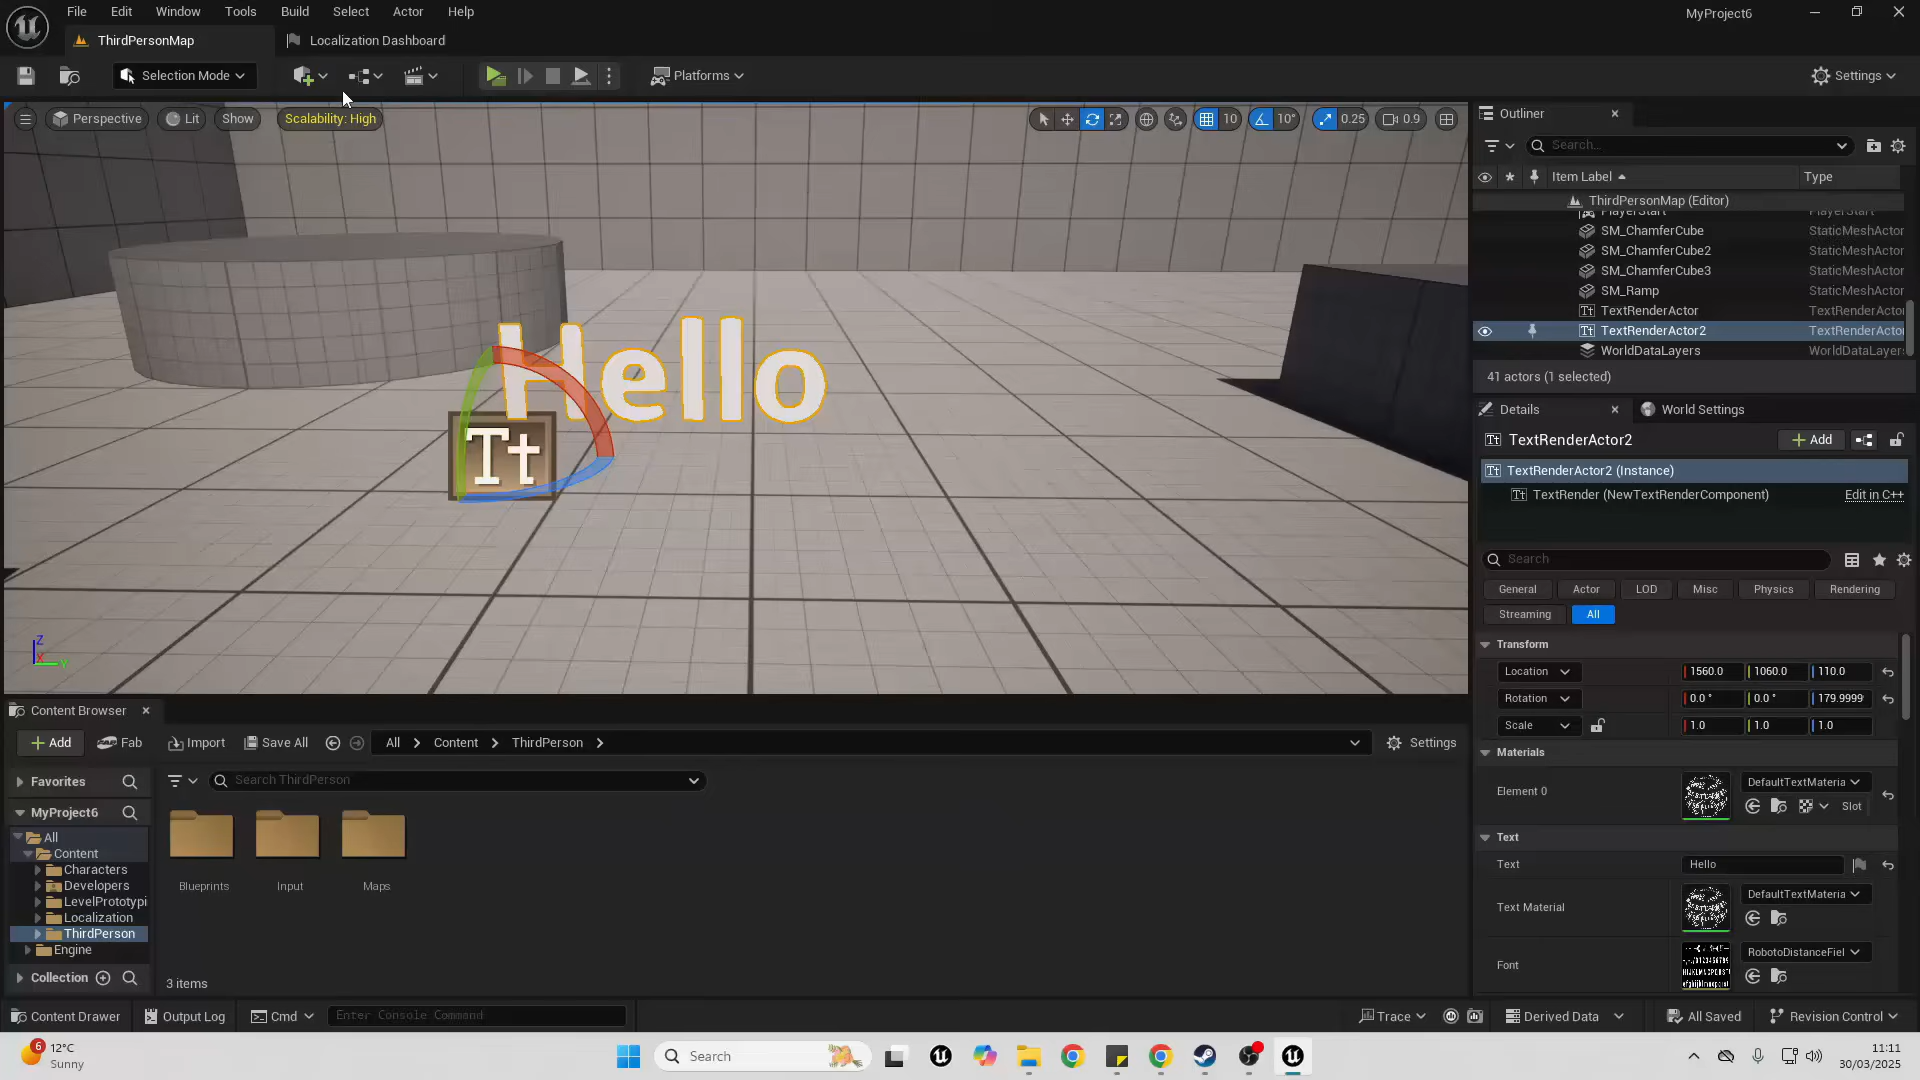 File Edit Window Tools Build Select Actor Help
MyProject6
ThirdPersonMap
Localization Dashboard
Selection Mode
Platforms
Settings
Perspective Lit Show Scalability: High
10 10° 0.25 0.9
Hello
Tt
Z
Y
Outliner
Search...
Item Label Type
ThirdPersonMap (Editor)
PlayerStart PlayerStart
SM_ChamferCube StaticMeshActor
SM_ChamferCube2 StaticMeshActor
SM_ChamferCube3 StaticMeshActor
SM_Ramp StaticMeshActor
Tt TextRenderActor TextRenderActor
Tt TextRenderActor2 TextRenderActo
WorldDataLayers WorldDataLayer
41 actors (1 selected)
Details World Settings
Tt TextRenderActor2 Add
Tt TextRenderActor2 (Instance)
Tt TextRender (NewTextRenderComponent) Edit in C++
Search
General Actor LOD Misc Physics Rendering
Streaming All
Transform
Location 1560.0 1060.0 110.0
Rotation 0.0 ° 0.0 ° 179.9999
Scale 1.0 1.0 1.0
Materials
Element 0 DefaultTextMateria
Slot
Text
Text Hello
Text Material DefaultTextMateria
Font RobotoDistanceFiel
Content Browser
Add Fab Import Save All All Content ThirdPerson Settings
Favorites
Search ThirdPerson
MyProject6
All
Content
Characters
Developers
LevelPrototypi
Localization
ThirdPerson
Engine
Collection
Blueprints Input Maps
3 items
Content Drawer Output Log Cmd Enter Console Command Trace Derived Data All Saved Revision Control
6
12°C
Sunny
Search
11:11
30/03/2025